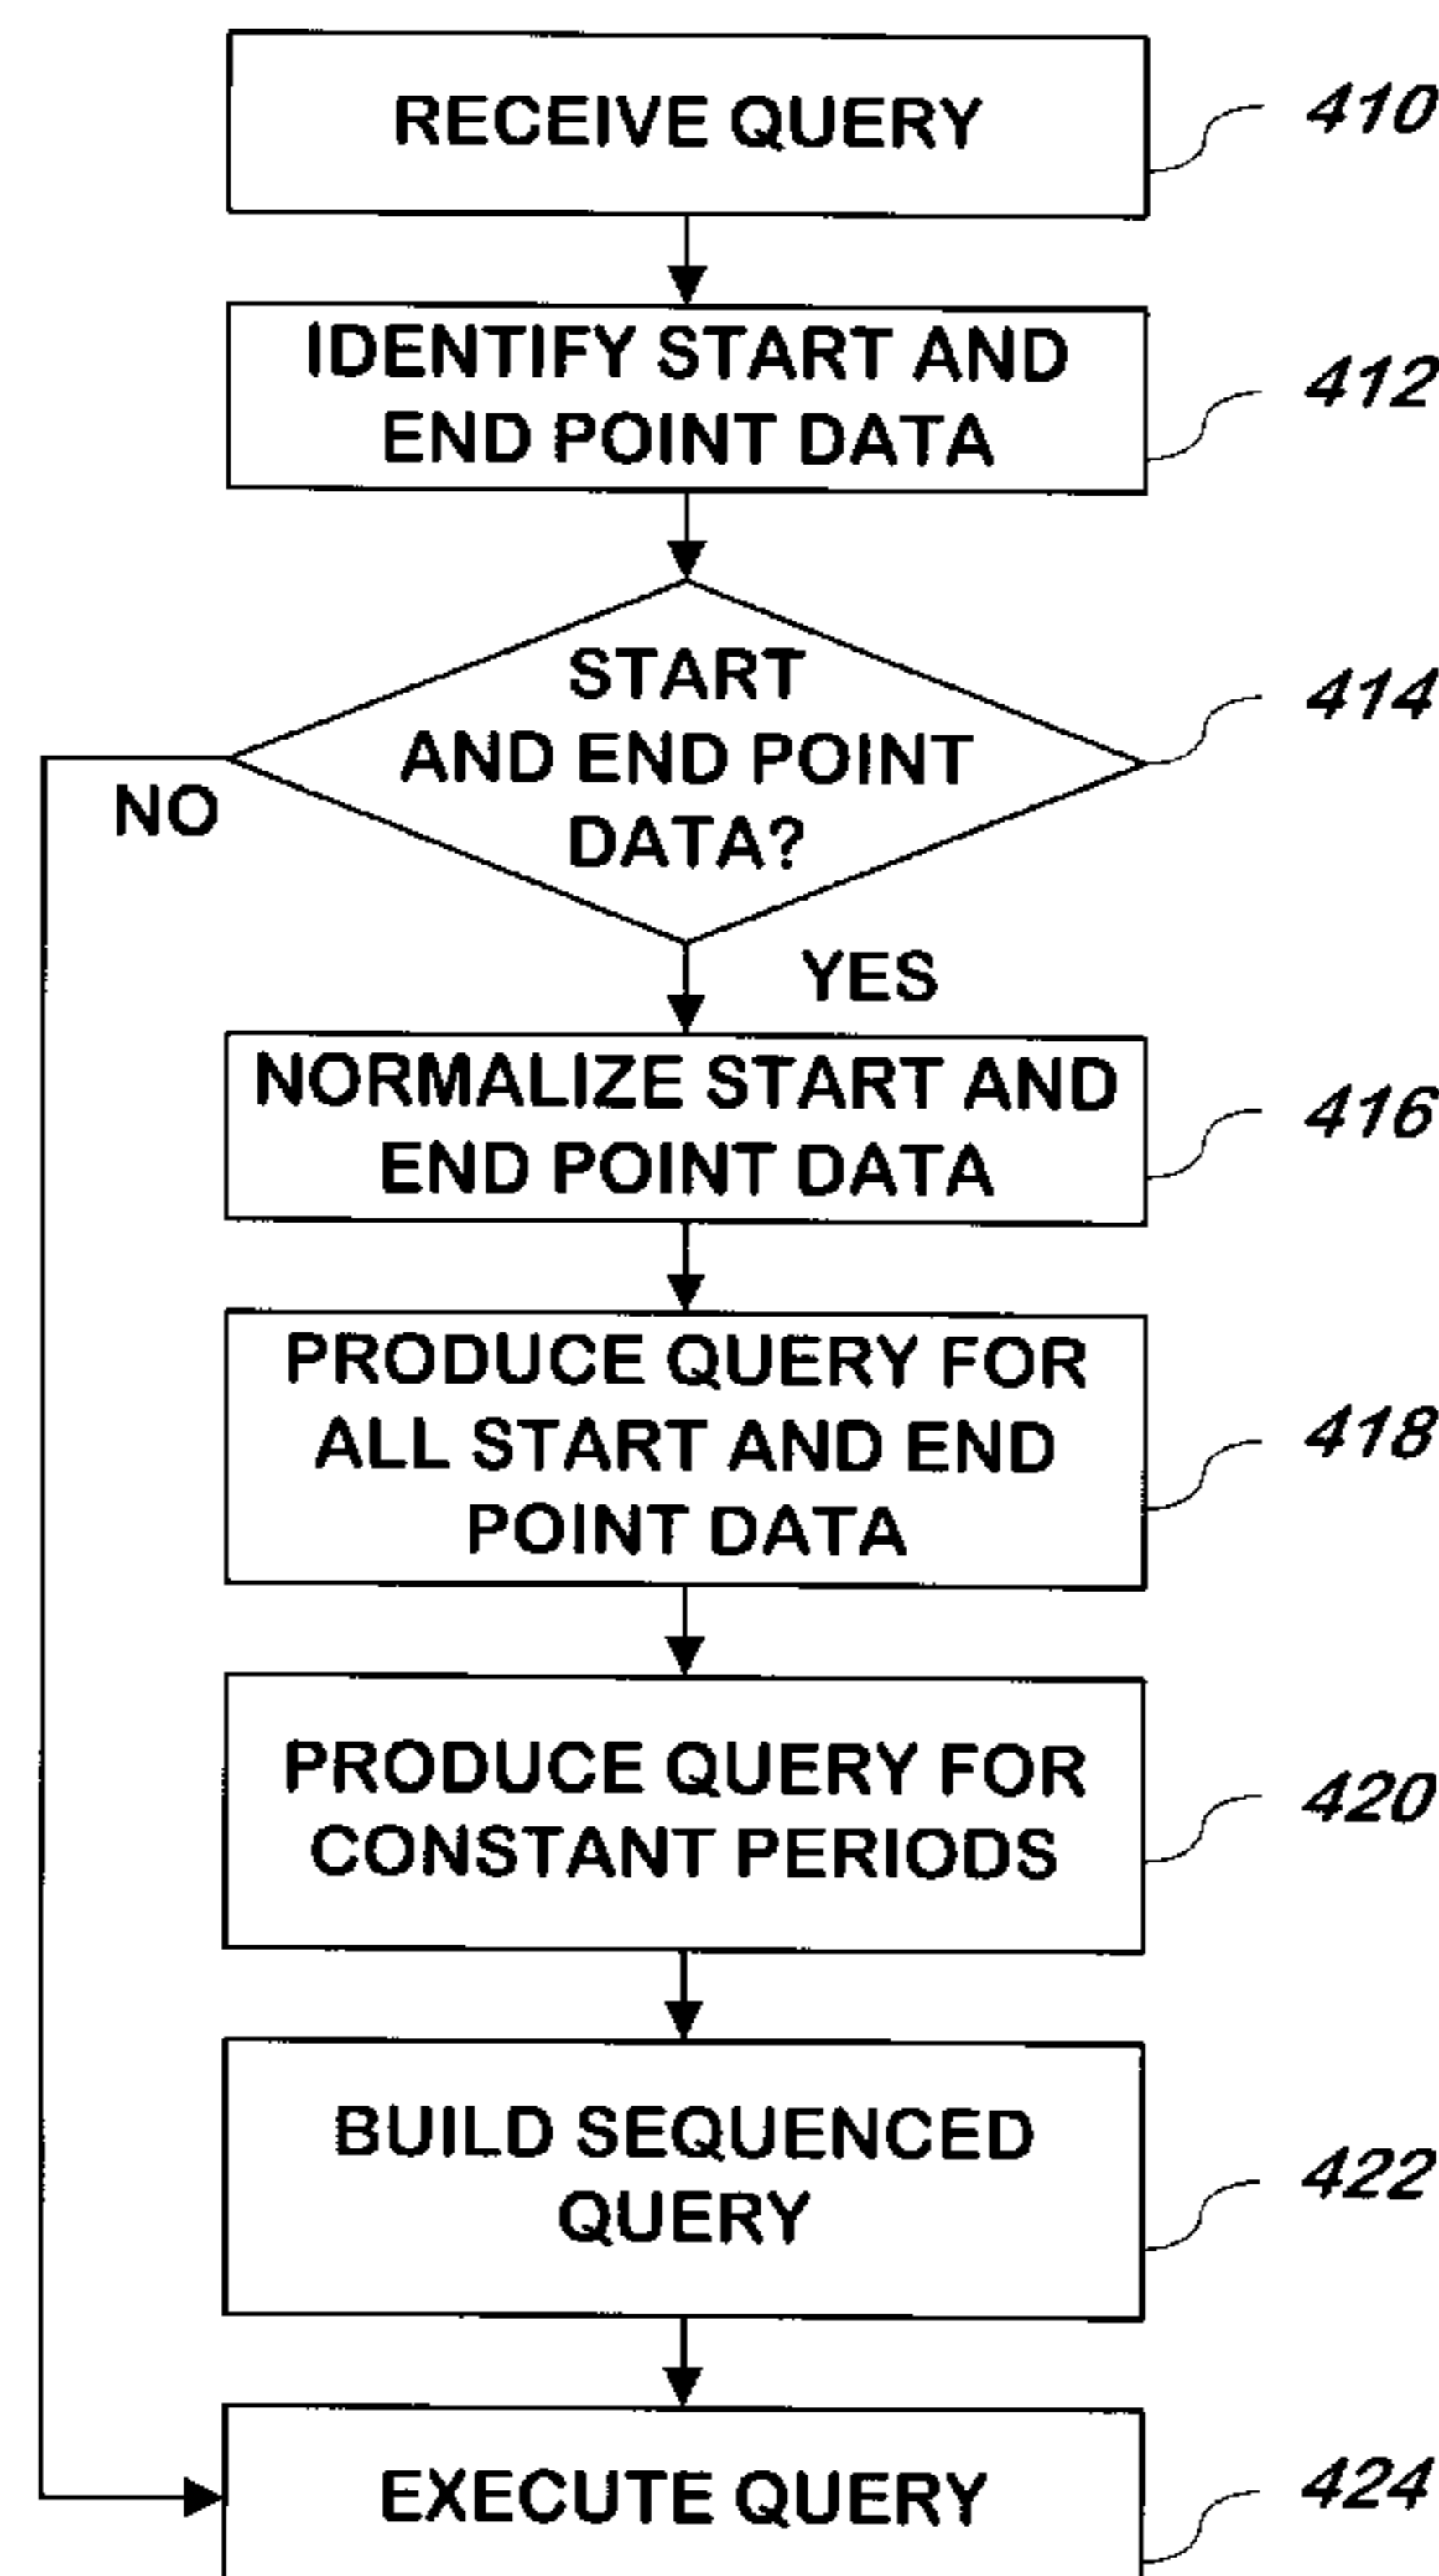 RECEIVE QUERY
410
IDENTIFY START AND
END POINT DATA
412
START
AND END POINT
DATA?
414
NO
YES
NORMALIZE START AND
END POINT DATA
416
PRODUCE QUERY FOR
ALL START AND END
POINT DATA
418
PRODUCE QUERY FOR
CONSTANT PERIODS
420
BUILD SEQUENCED
QUERY
422
EXECUTE QUERY
424